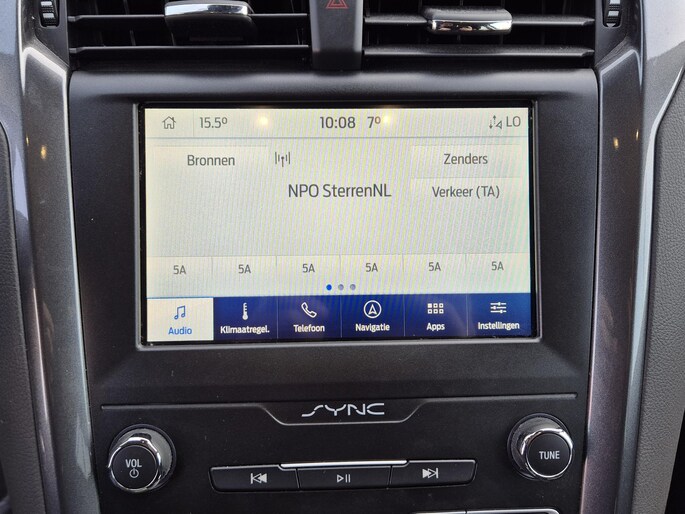 15.5° 10:08 7° LO
Bronnen Zenders
NPO SterrenNL
Verkeer (TA)
5A 5A 5A 5A 5A 5A
Audio Klimaatregel. Telefoon Navigatie Apps Instellingen
SYNC
VOL TUNE